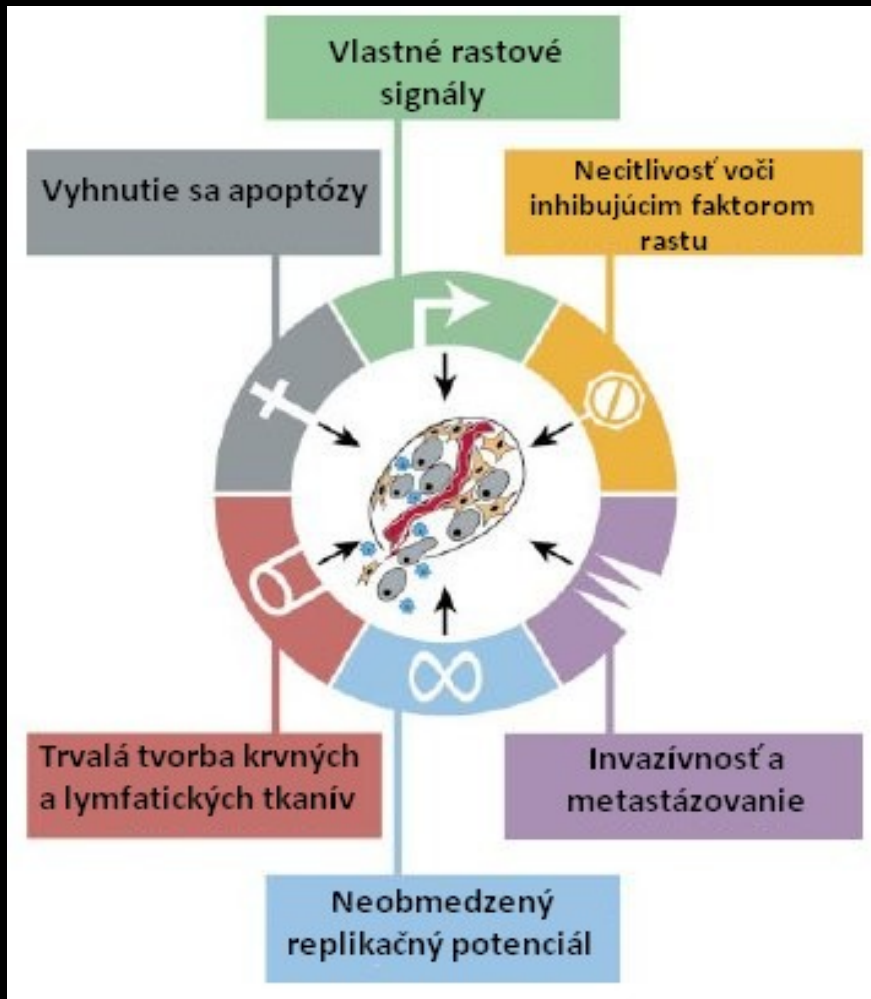 Vlastné rastové
signály
Vyhnutie sa apoptózy
Necitlivosť voči
inhibujúcim faktorom
rastu
Trvalá tvorba krvných
a lymfatických tkanív
Invazívnosť a
metastázovanie
Neobmedzený
replikačný potenciál